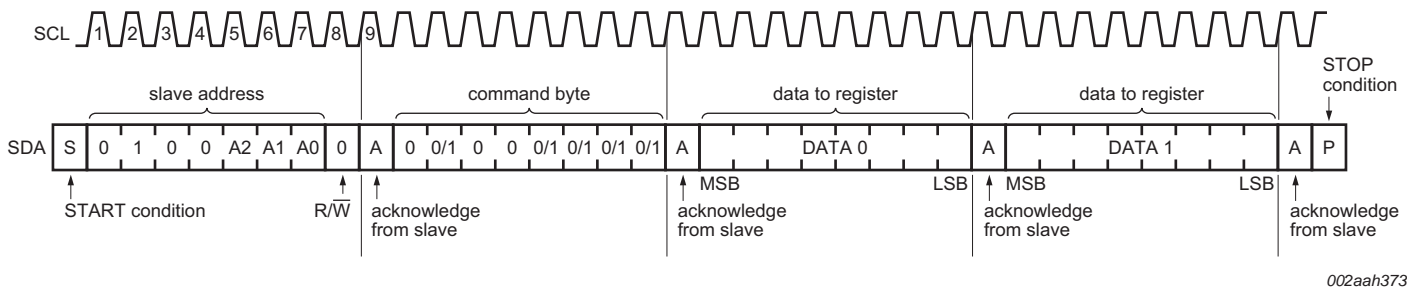 SCL 1 2 3 4 5 6 7 8 9
STOP
condition
slave address command byte data to register data to register
SDA S 0 1 0 0 A2 A1 A0 0 A 0 0/1 0 0 0/1 0/1 0/1 0/1 A DATA 0 A DATA 1 A P
MSB LSB MSB LSB
START condition R/W̅ acknowledge acknowledge acknowledge acknowledge
from slave from slave from slave from slave
002aah373